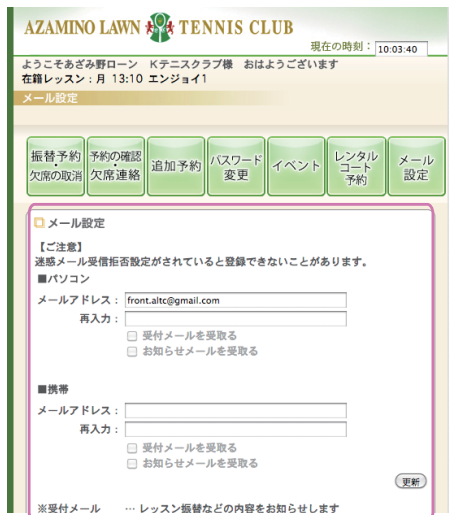 AZAMINO LAWN TENNIS CLUB
現在の時刻： 10:03:40
ようこそあざみ野ローン Kテニスクラブ様 おはようございます
在籍レッスン：月 13:10 エンジョイ1
メール設定
振替予約・欠席の取消 予約の確認・欠席連絡 追加予約 パスワード変更 イベント レンタルコート予約 メール設定
メール設定
【ご注意】
迷惑メール受信拒否設定がされていると登録できないことがあります。
■パソコン
メールアドレス： front.altc@gmail.com
再入力：
受付メールを受取る
お知らせメールを受取る
■携帯
メールアドレス：
再入力：
受付メールを受取る
お知らせメールを受取る
更新
※受付メール … レッスン振替などの内容をお知らせします